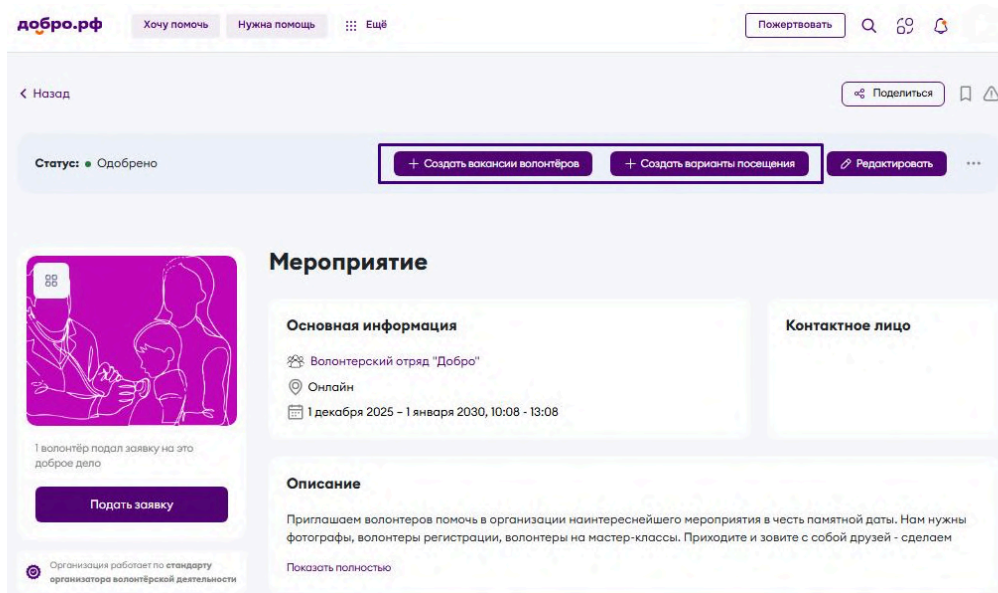 добро.рф
Хочу помочь
Нужна помощь
Ещё
Пожертвовать
Назад
Поделиться
Статус: • Одобрено
+ Создать вакансии волонтёров
+ Создать варианты посещения
Редактировать
Мероприятие
Основная информация
Волонтерский отряд "Добро"
Онлайн
1 декабря 2025 – 1 января 2030, 10:08 - 13:08
Контактное лицо
1 волонтёр подал заявку на это
доброе дело
Подать заявку
Организация работает по стандарту
организатора волонтёрской деятельности
Описание
Приглашаем волонтеров помочь в организации наинтереснейшего мероприятия в честь памятной даты. Нам нужны
фотографы, волонтеры регистрации, волонтеры на мастер-классы. Приходите и зовите с собой друзей - сделаем
Показать полностью